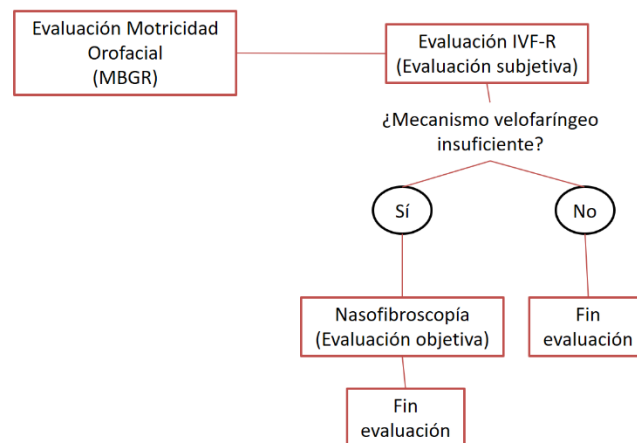 Evaluación Motricidad
Orofacial
(MBGR)
Evaluación IVF-R
(Evaluación subjetiva)
¿Mecanismo velofaríngeo
insuficiente?
Sí
No
Nasofibroscopía
(Evaluación objetiva)
Fin
evaluación
Fin
evaluación